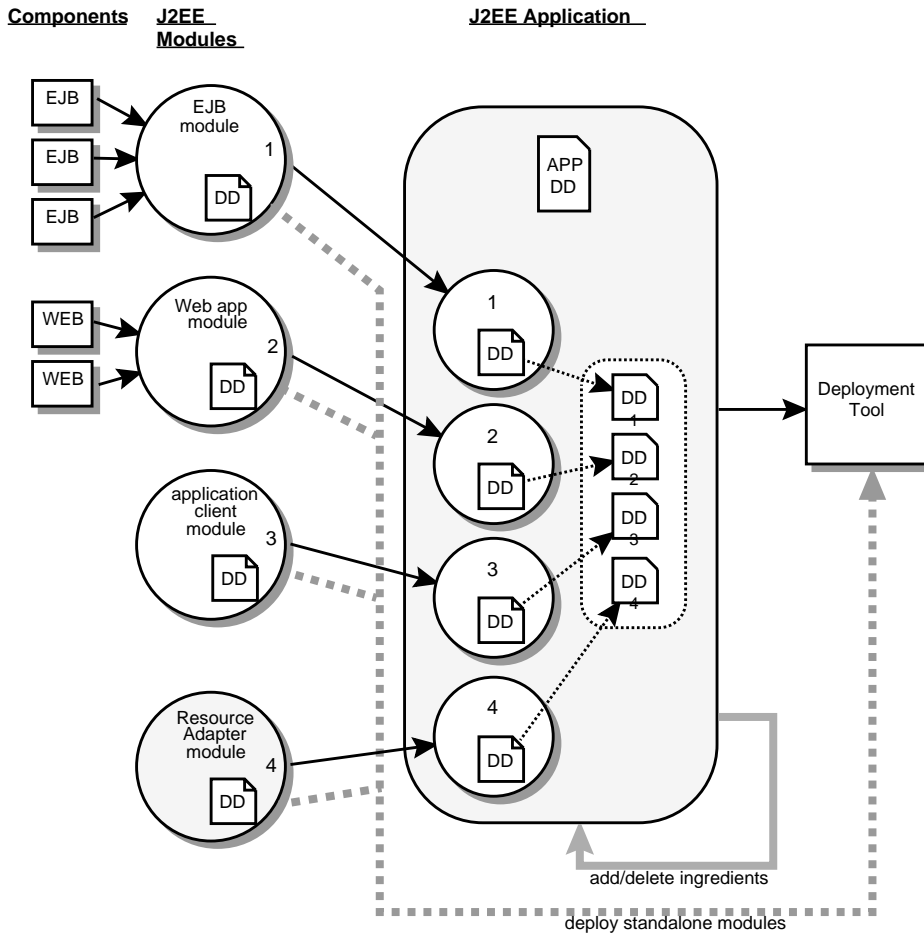 Components
J2EE
Modules
J2EE Application
EJB
EJB
EJB
EJB
module
1
DD
WEB
WEB
Web app
module
2
DD
application
client
module
3
DD
Resource
Adapter
module
4
DD
APP
DD
1
DD
2
DD
3
DD
4
DD
DD
1
DD
2
DD
3
DD
4
Deployment
Tool
add/delete ingredients
deploy standalone modules